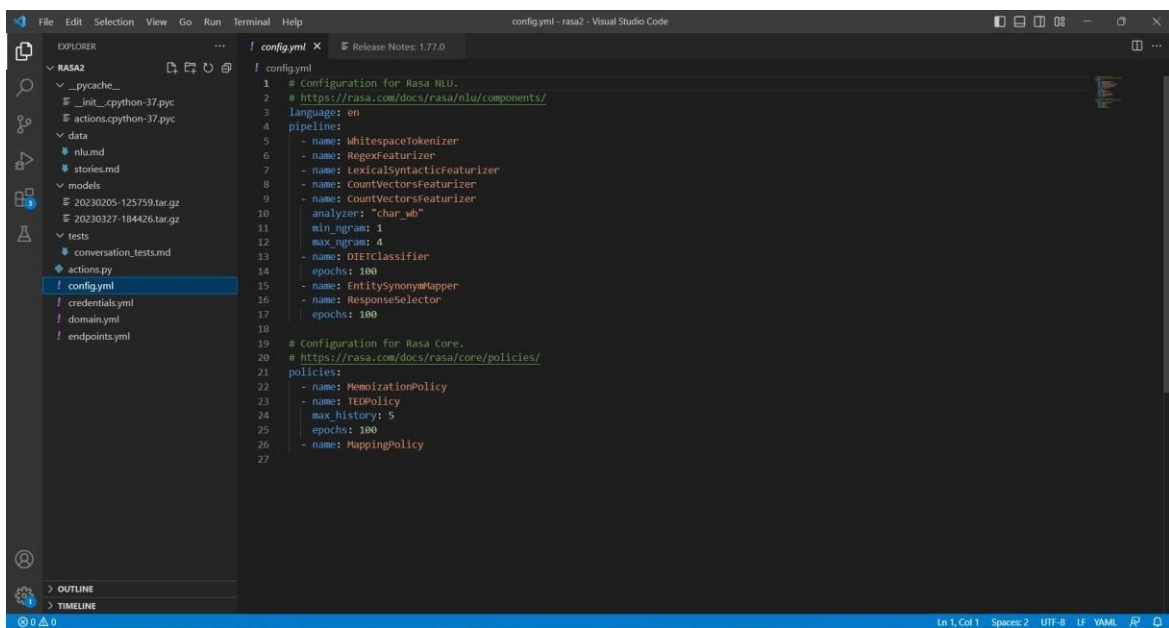 File Edit Selection View Go Run Terminal Help config.yml - rasa2 - Visual Studio Code
EXPLORER
RASA2
__pycache__
__init__.cpython-37.pyc
actions.cpython-37.pyc
data
nlu.md
stories.md
models
20230205-125759.tar.gz
20230327-184426.tar.gz
tests
conversation_tests.md
actions.py
config.yml
credentials.yml
domain.yml
endpoints.yml
OUTLINE
TIMELINE
config.yml Release Notes: 1.77.0
config.yml
1 # Configuration for Rasa NLU.
2 # https://rasa.com/docs/rasa/nlu/components/
3 language: en
4 pipeline:
5 - name: WhitespaceTokenizer
6 - name: RegexFeaturizer
7 - name: LexicalSyntacticFeaturizer
8 - name: CountVectorsFeaturizer
9 - name: CountVectorsFeaturizer
10 analyzer: "char_wb"
11 min_ngram: 1
12 max_ngram: 4
13 - name: DIETClassifier
14 epochs: 100
15 - name: EntitySynonymMapper
16 - name: ResponseSelector
17 epochs: 100
18
19 # Configuration for Rasa Core.
20 # https://rasa.com/docs/rasa/core/policies/
21 policies:
22 - name: MemoizationPolicy
23 - name: TEDPolicy
24 max_history: 5
25 epochs: 100
26 - name: MappingPolicy
27
3
1
0 0 Ln 1, Col 1 Spaces: 2 UTF-8 LF YAML